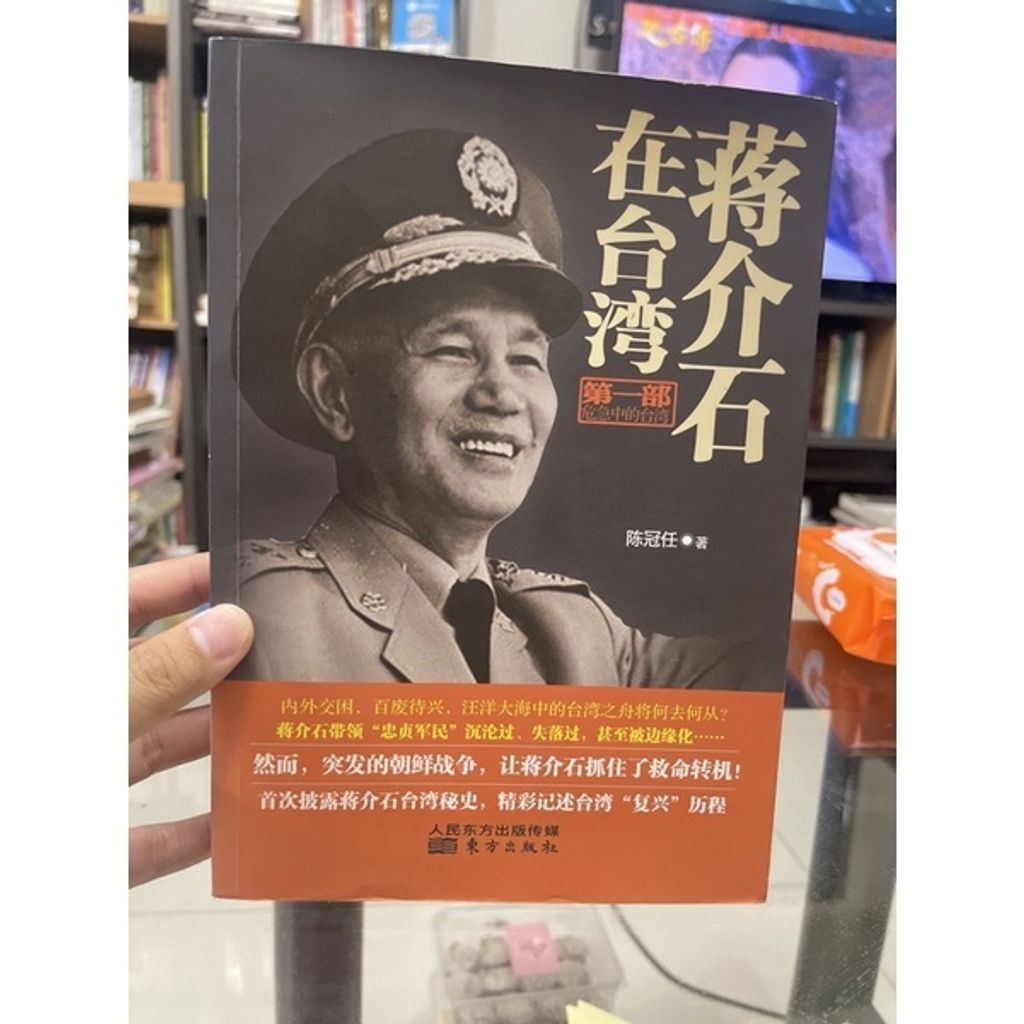 蒋介石
在台湾
第一部
危急中的台湾
陈冠任●著
内外交困，百废待兴，汪洋大海中的台湾之舟将何去何从？
蒋介石带领“忠贞军民”沉沦过、失落过，甚至被边缘化……
然而，突发的朝鲜战争，让蒋介石抓住了救命转机！
首次披露蒋介石台湾秘史，精彩记述台湾“复兴”历程
人民东方出版传媒
東方出版社